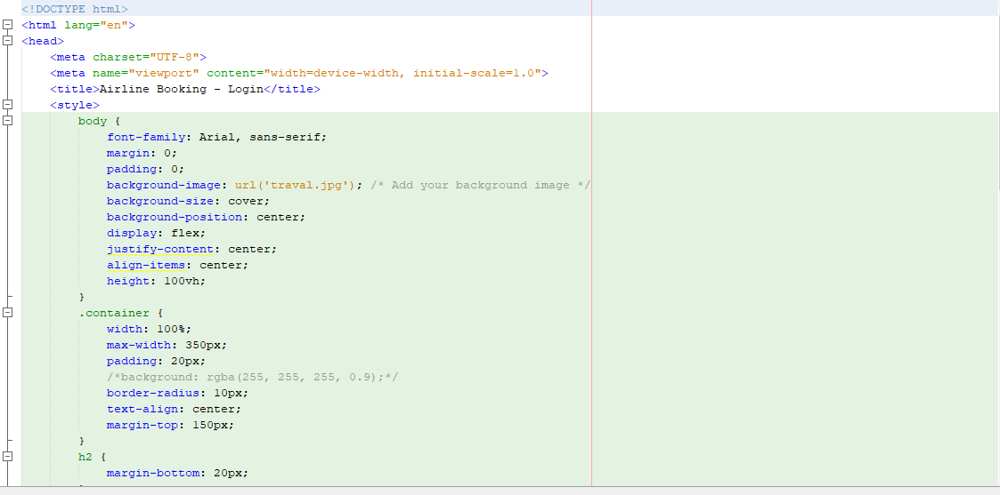 <!DOCTYPE html>
<html lang="en">
<head>
    <meta charset="UTF-8">
    <meta name="viewport" content="width=device-width, initial-scale=1.0">
    <title>Airline Booking - Login</title>
    <style>
        body {
            font-family: Arial, sans-serif;
            margin: 0;
            padding: 0;
            background-image: url('traval.jpg'); /* Add your background image */
            background-size: cover;
            background-position: center;
            display: flex;
            justify-content: center;
            align-items: center;
            height: 100vh;
        }
        .container {
            width: 100%;
            max-width: 350px;
            padding: 20px;
            /*background: rgba(255, 255, 255, 0.9);*/
            border-radius: 10px;
            text-align: center;
            margin-top: 150px;
        }
        h2 {
            margin-bottom: 20px;